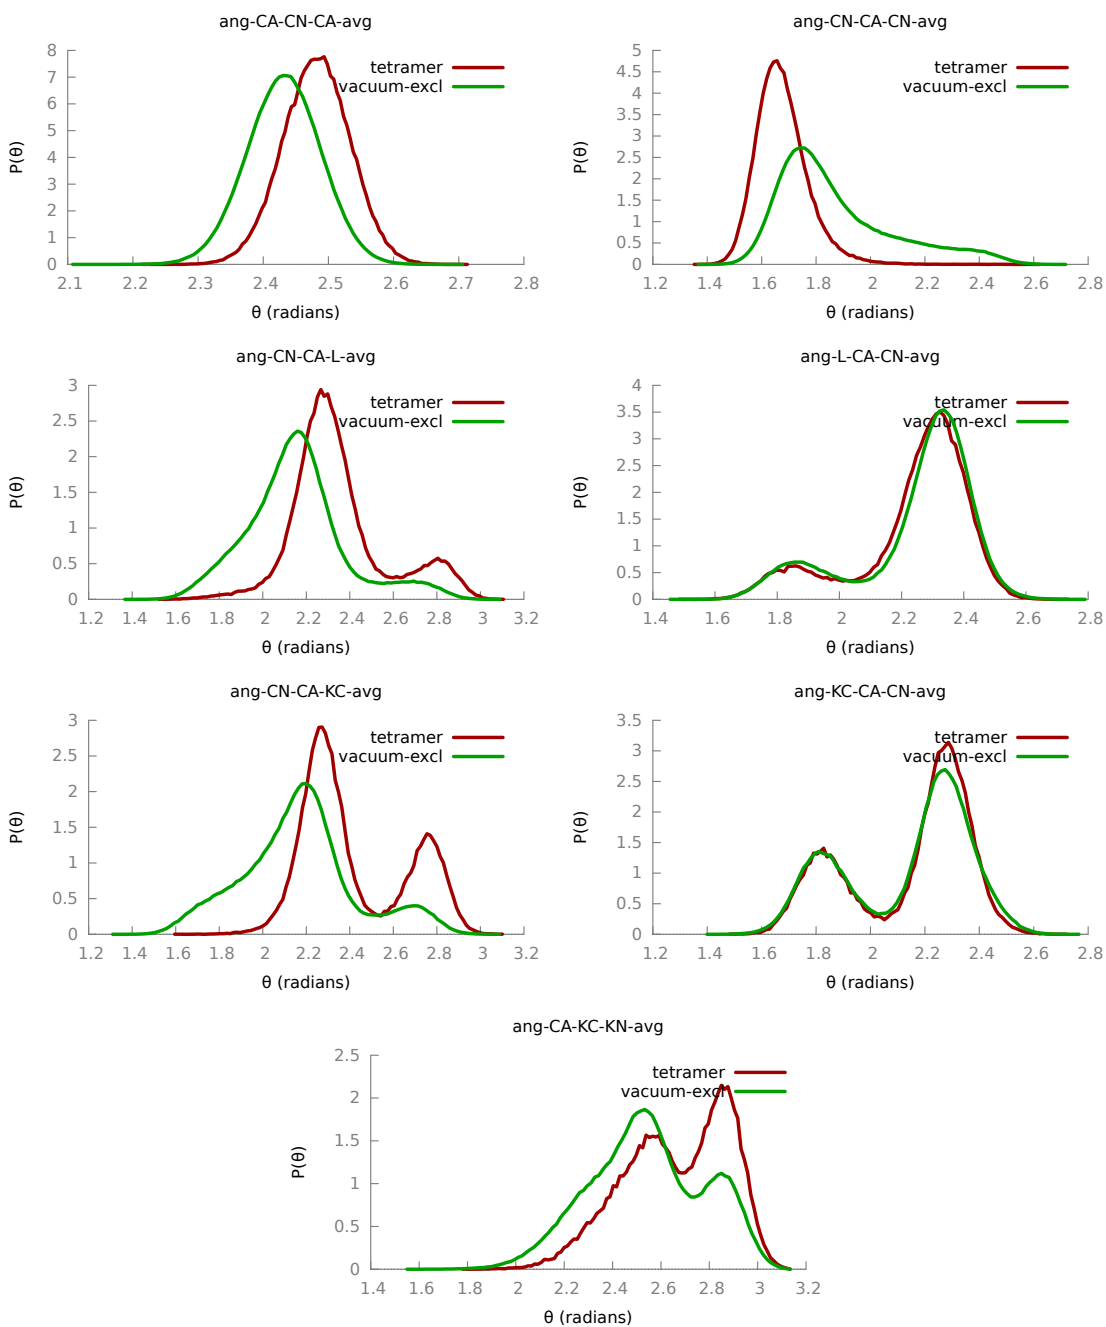 ang-CA-CN-CA-avg
8
7
6
5
4
3
2
1
0
P(θ)
tetramer
vacuum-excl
2.1 2.2 2.3 2.4 2.5 2.6 2.7 2.8
θ (radians)
ang-CN-CA-CN-avg
5
4.5
4
3.5
3
2.5
2
1.5
1
0.5
0
P(θ)
tetramer
vacuum-excl
1.2 1.4 1.6 1.8 2 2.2 2.4 2.6 2.8
θ (radians)
ang-CN-CA-L-avg
3
2.5
2
1.5
1
0.5
0
P(θ)
tetramer
vacuum-excl
1.2 1.4 1.6 1.8 2 2.2 2.4 2.6 2.8 3 3.2
θ (radians)
ang-L-CA-CN-avg
4
3.5
3
2.5
2
1.5
1
0.5
0
P(θ)
tetramer
vacuum-excl
1.4 1.6 1.8 2 2.2 2.4 2.6 2.8
θ (radians)
ang-CN-CA-KC-avg
3
2.5
2
1.5
1
0.5
0
P(θ)
tetramer
vacuum-excl
1.2 1.4 1.6 1.8 2 2.2 2.4 2.6 2.8 3 3.2
θ (radians)
ang-KC-CA-CN-avg
3.5
3
2.5
2
1.5
1
0.5
0
P(θ)
tetramer
vacuum-excl
1.2 1.4 1.6 1.8 2 2.2 2.4 2.6 2.8
θ (radians)
ang-CA-KC-KN-avg
2.5
2
1.5
1
0.5
0
P(θ)
tetramer
vacuum-excl
1.4 1.6 1.8 2 2.2 2.4 2.6 2.8 3 3.2
θ (radians)